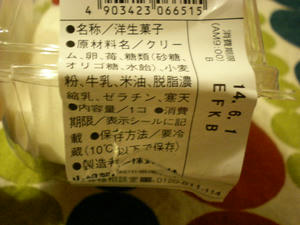 4 903423 066515
●名称/洋生菓子
●原材料名/クリー
ム、卵、苺、糖類(砂糖、
オリゴ糖、水飴)、小麦
粉、牛乳、米油、脱脂濃
縮乳、ゼラチン、寒天
●内容量/1コ ●消費
期限/表示シールに記
載 ●保存方法/要冷
蔵(10℃以下で保存)
●製造者/株式会社
消費期限
(AM9:00)
B
14.6.1
EFKB